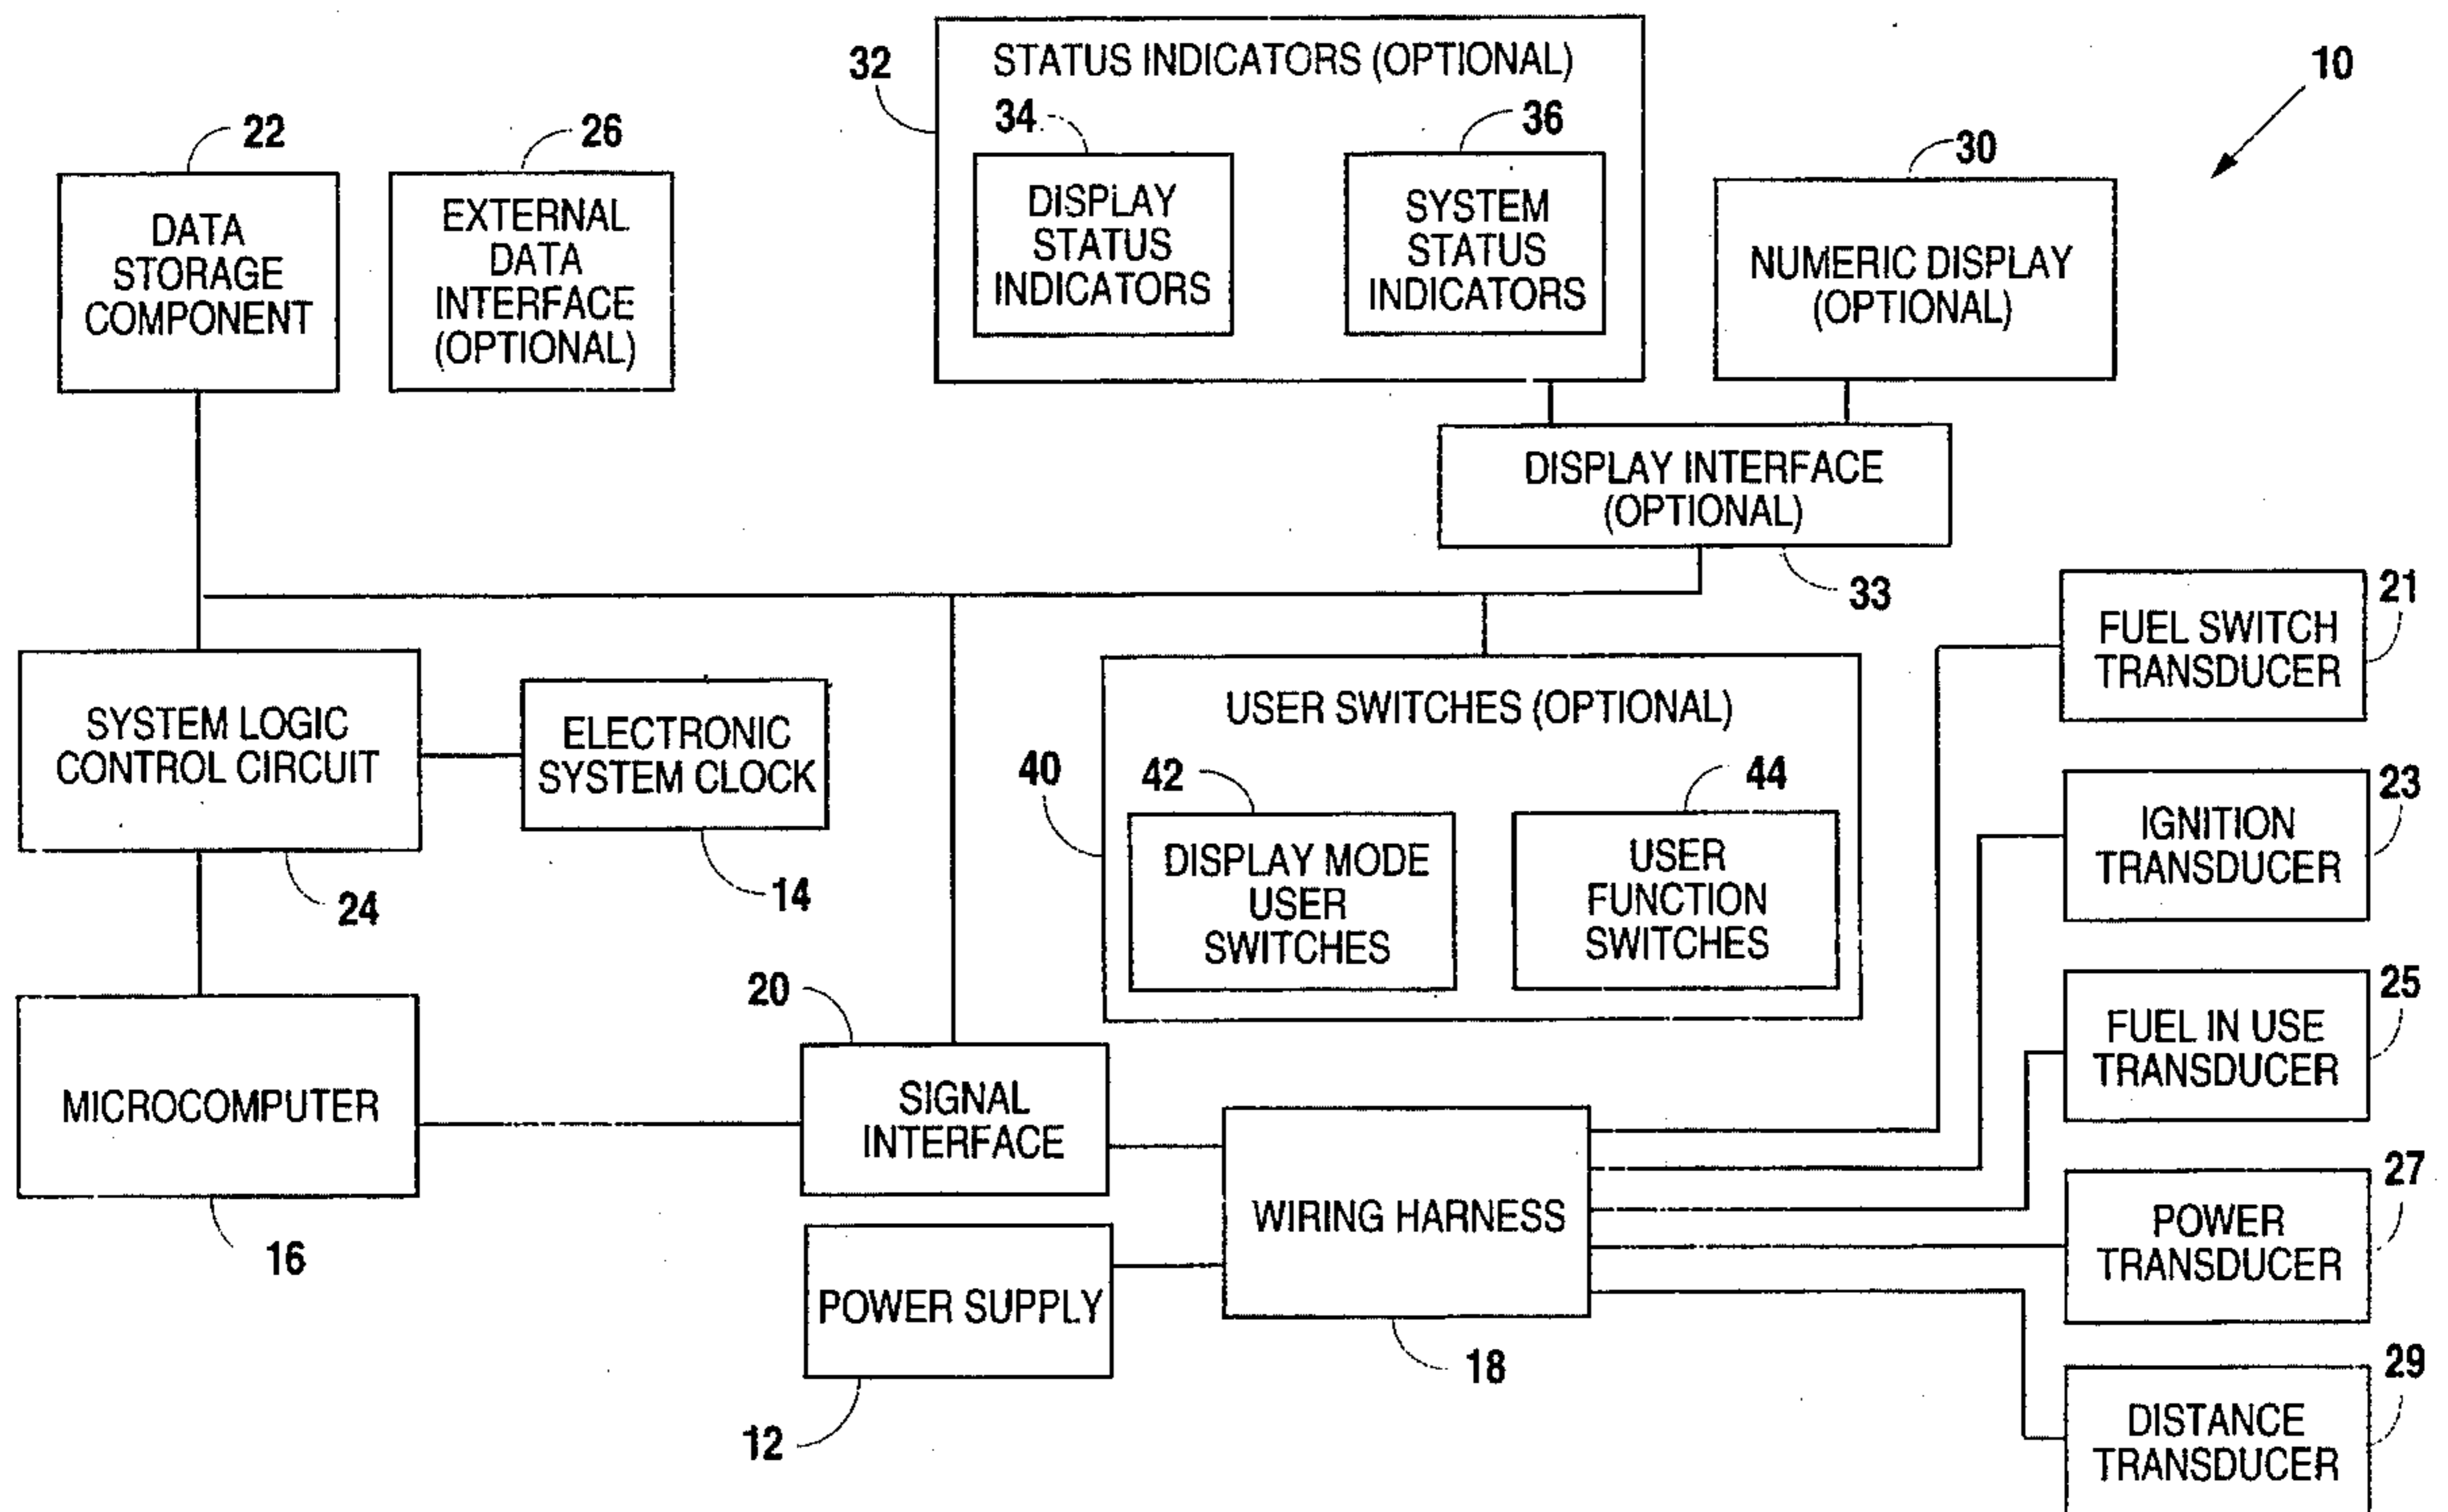 32
STATUS INDICATORS (OPTIONAL)
10
34
36
22
26
30
DATA
STORAGE
COMPONENT
EXTERNAL
DATA
INTERFACE
(OPTIONAL)
DISPLAY
STATUS
INDICATORS
SYSTEM
STATUS
INDICATORS
NUMERIC DISPLAY
(OPTIONAL)
DISPLAY INTERFACE
(OPTIONAL)
33
FUEL SWITCH
TRANSDUCER
21
SYSTEM LOGIC
CONTROL CIRCUIT
24
ELECTRONIC
SYSTEM CLOCK
14
USER SWITCHES (OPTIONAL)
40
42
44
DISPLAY MODE
USER
SWITCHES
USER
FUNCTION
SWITCHES
IGNITION
TRANSDUCER
23
MICROCOMPUTER
16
20
SIGNAL
INTERFACE
FUEL IN USE
TRANSDUCER
25
POWER SUPPLY
12
WIRING HARNESS
18
POWER
TRANSDUCER
27
DISTANCE
TRANSDUCER
29